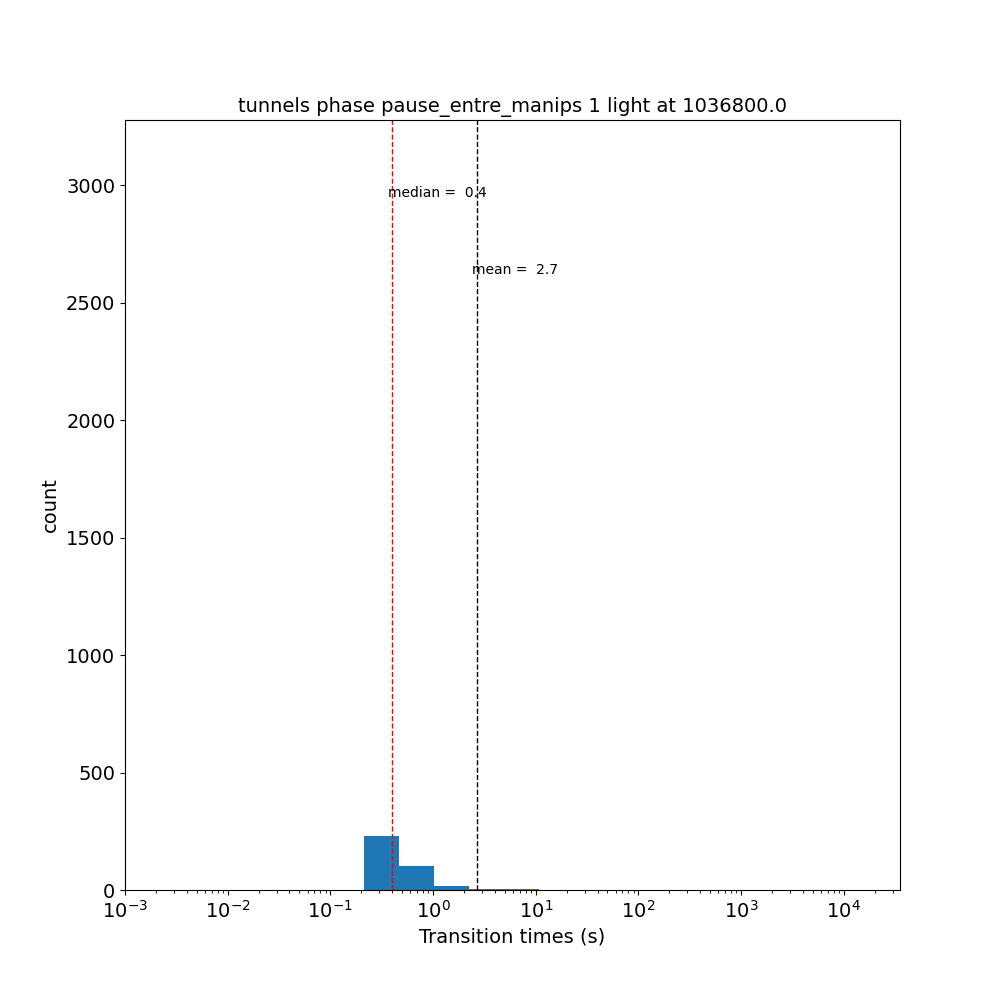 tunnels phase pause_entre_manips 1 light at 1036800.0
3000
median =  0.4
mean =  2.7
2500
2000
1500
count
1000
500
0
10⁻³ 10⁻² 10⁻¹ 10⁰ 10¹ 10² 10³ 10⁴
Transition times (s)